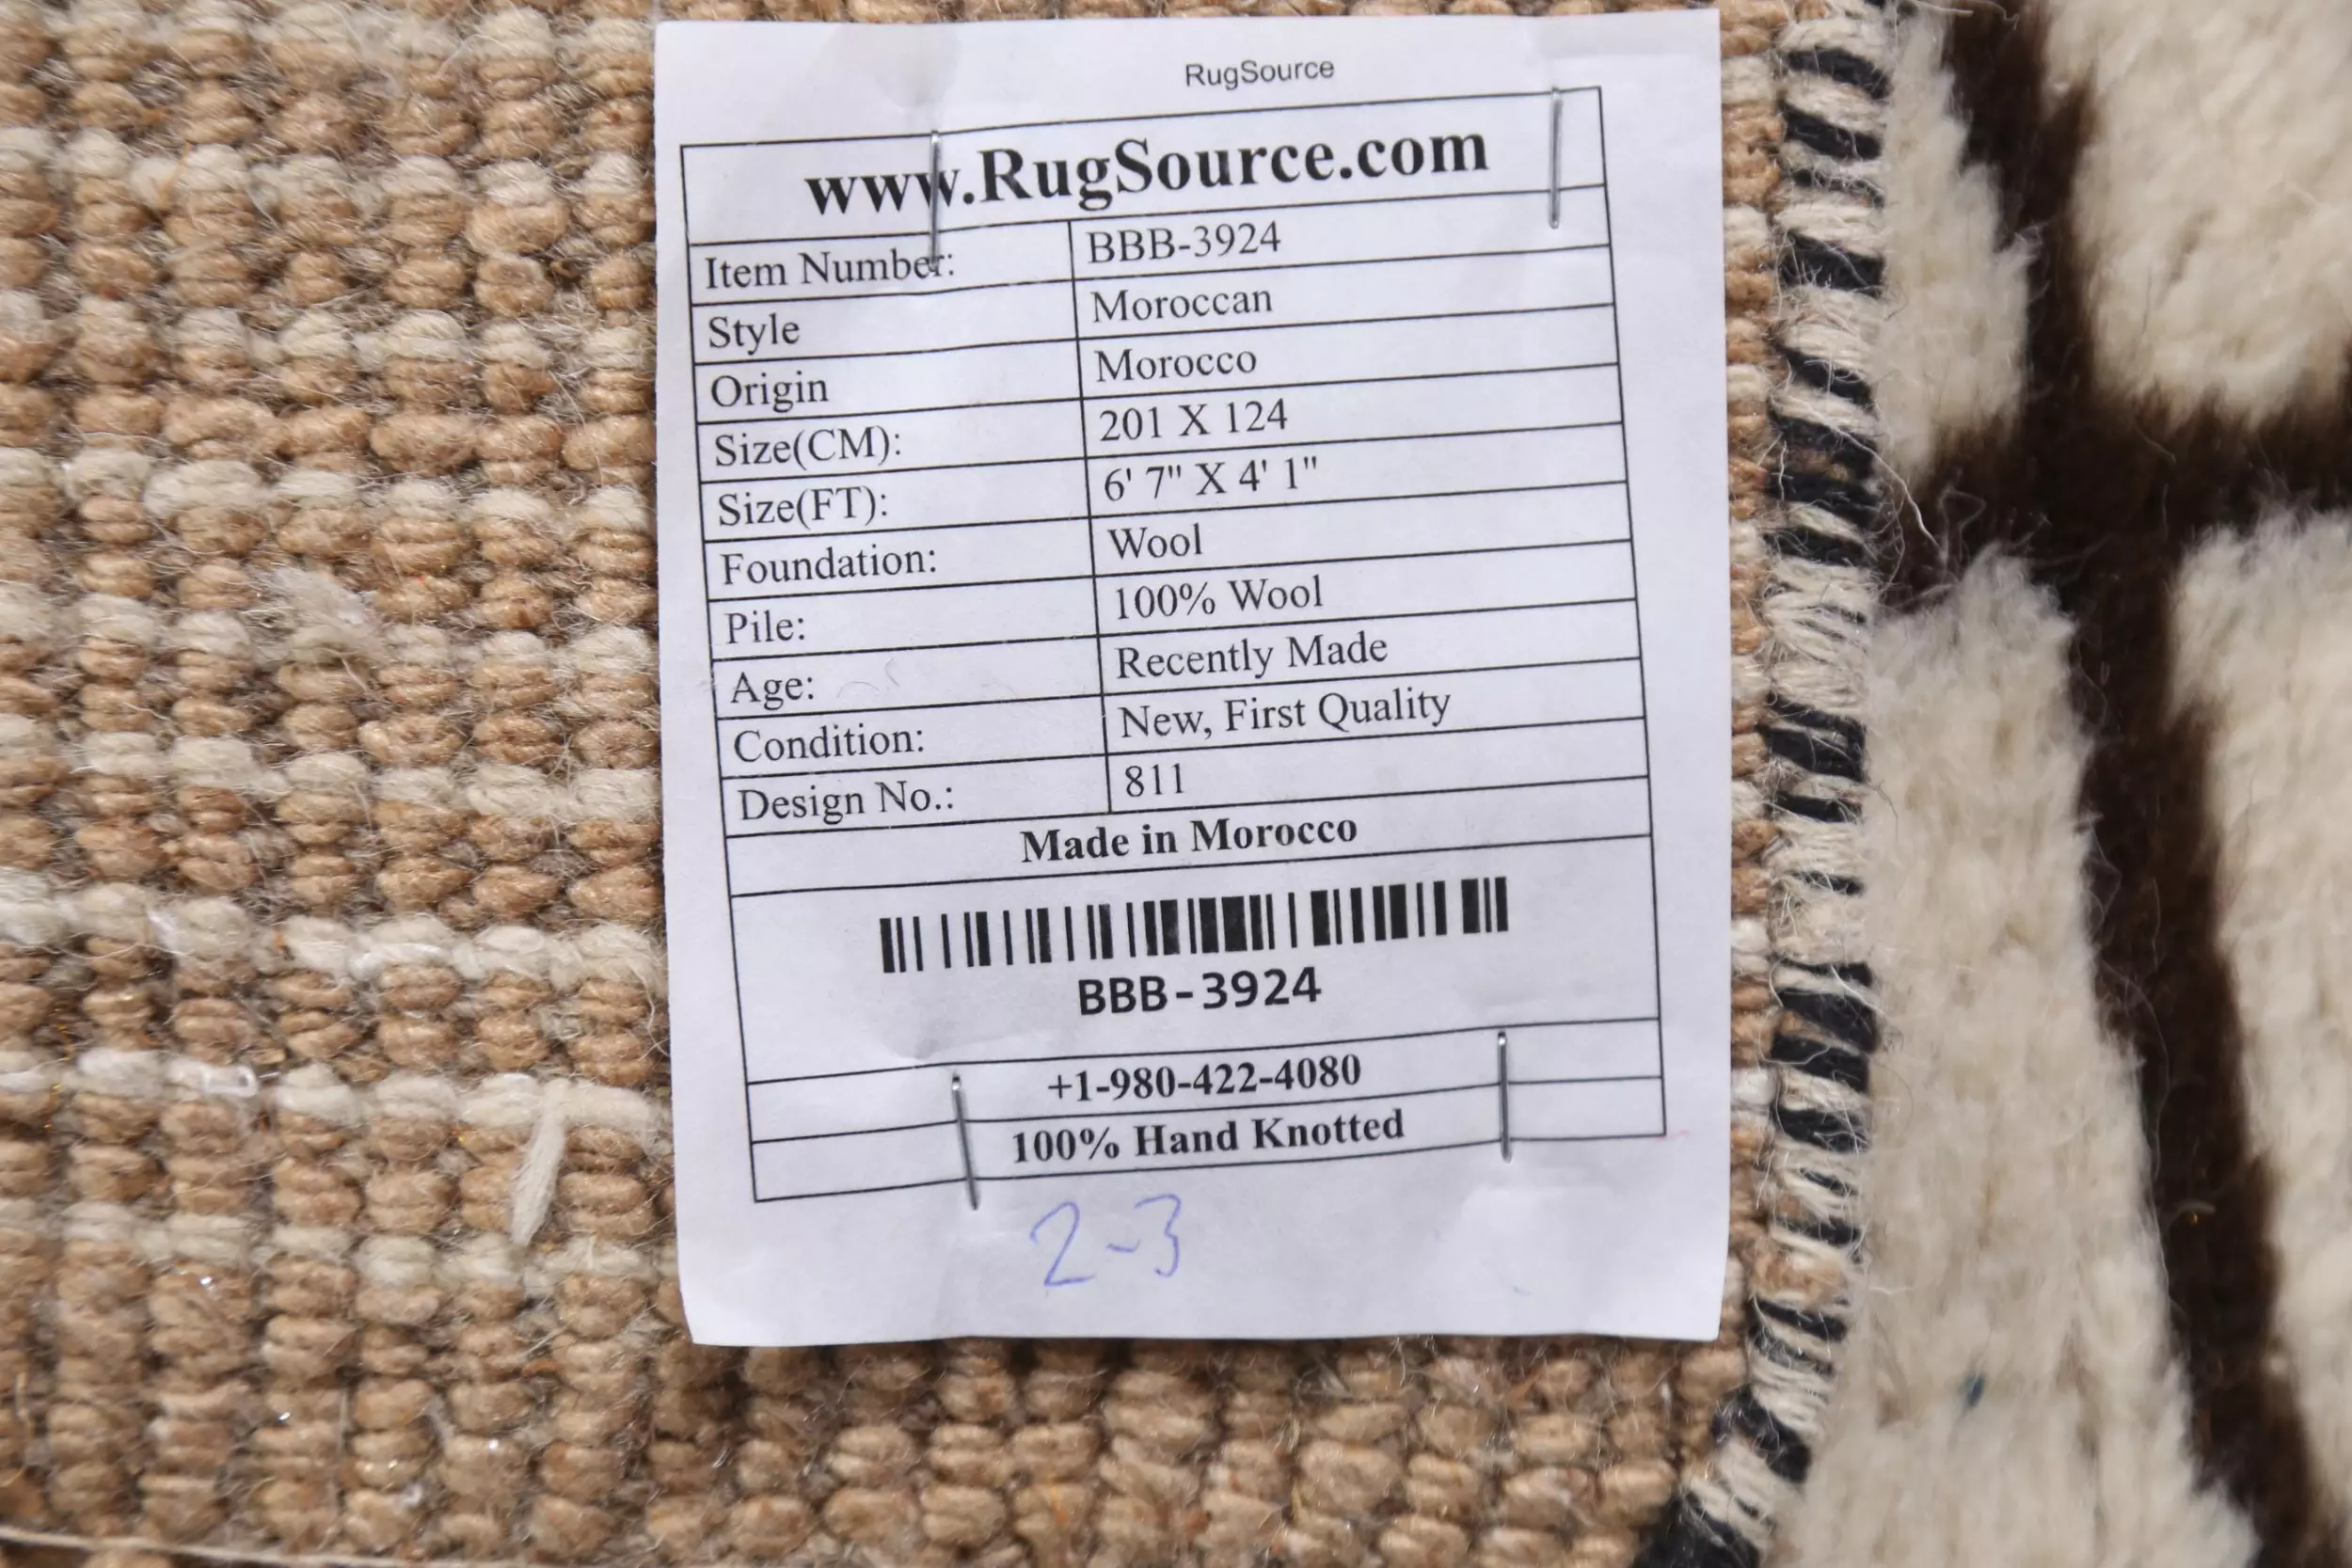 RugSource
www.RugSource.com
Item Number: BBB-3924
Style Moroccan
Origin Morocco
Size(CM): 201 X 124
Size(FT): 6' 7" X 4' 1"
Foundation: Wool
Pile: 100% Wool
Age: Recently Made
Condition: New, First Quality
Design No.: 811
Made in Morocco
BBB-3924
+1-980-422-4080
100% Hand Knotted
2-3